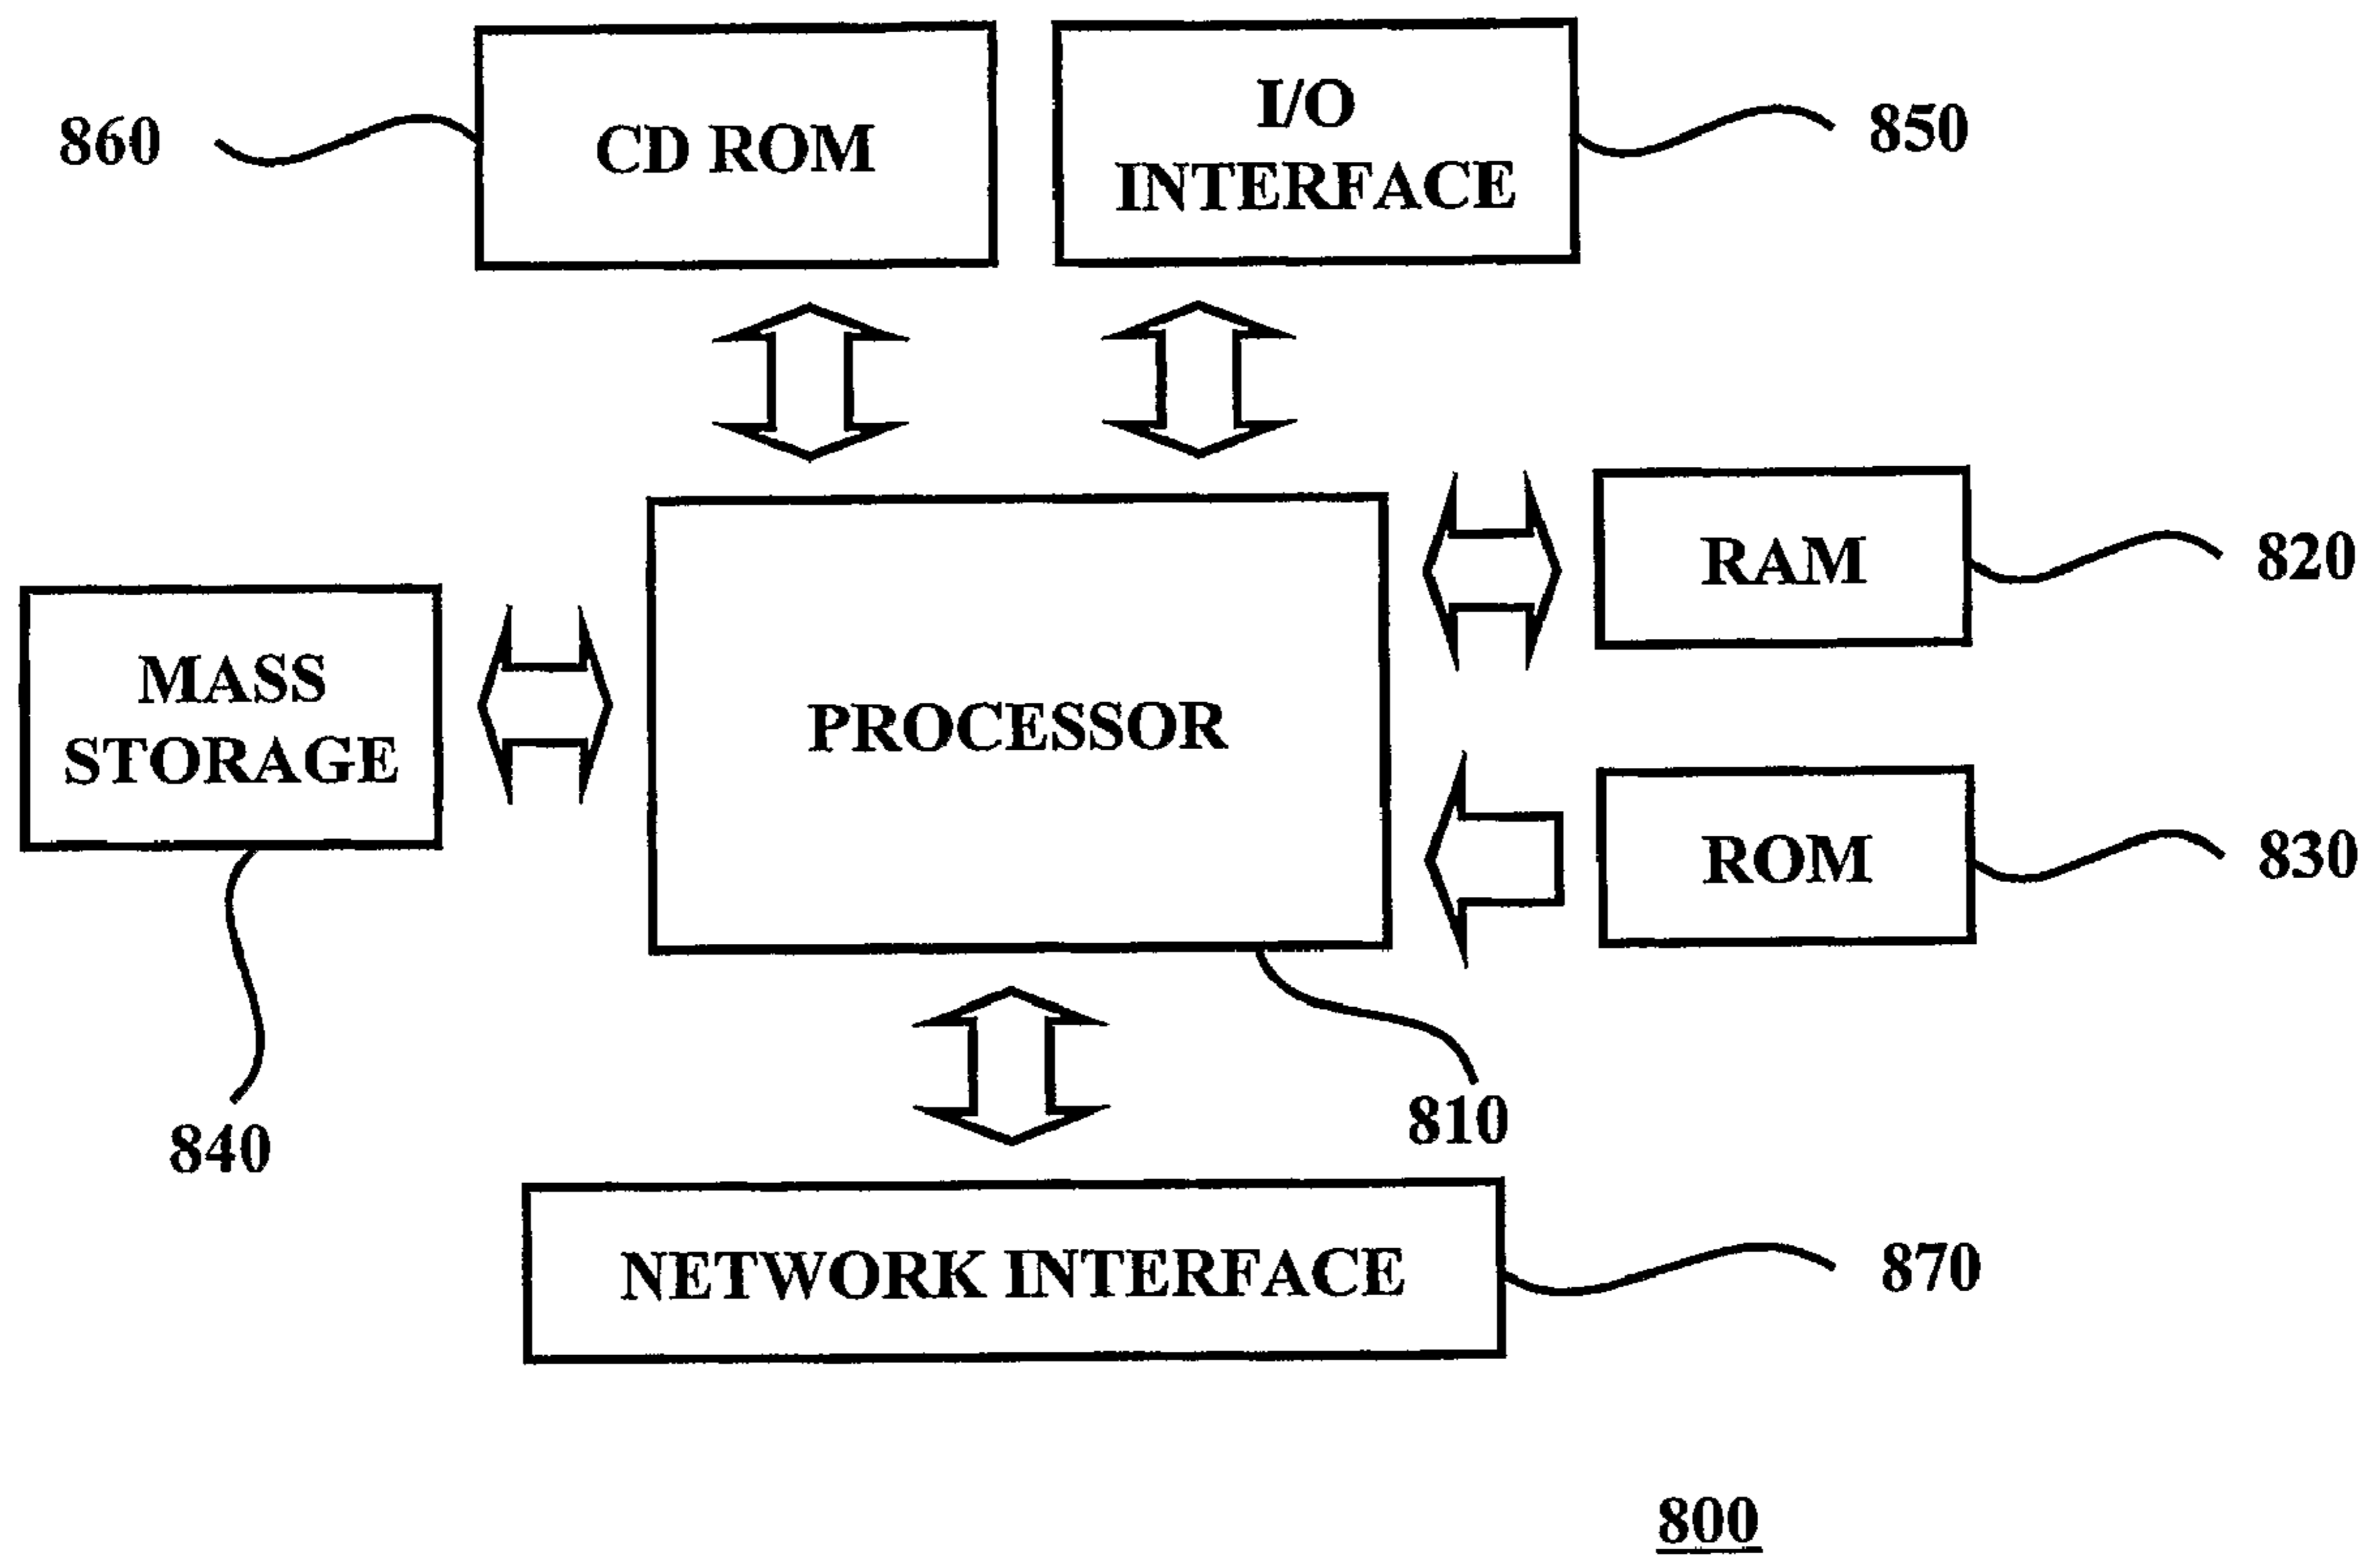 860
CD ROM
I/O
INTERFACE
850
RAM
820
MASS
STORAGE
PROCESSOR
ROM
830
840
810
NETWORK INTERFACE
870
800